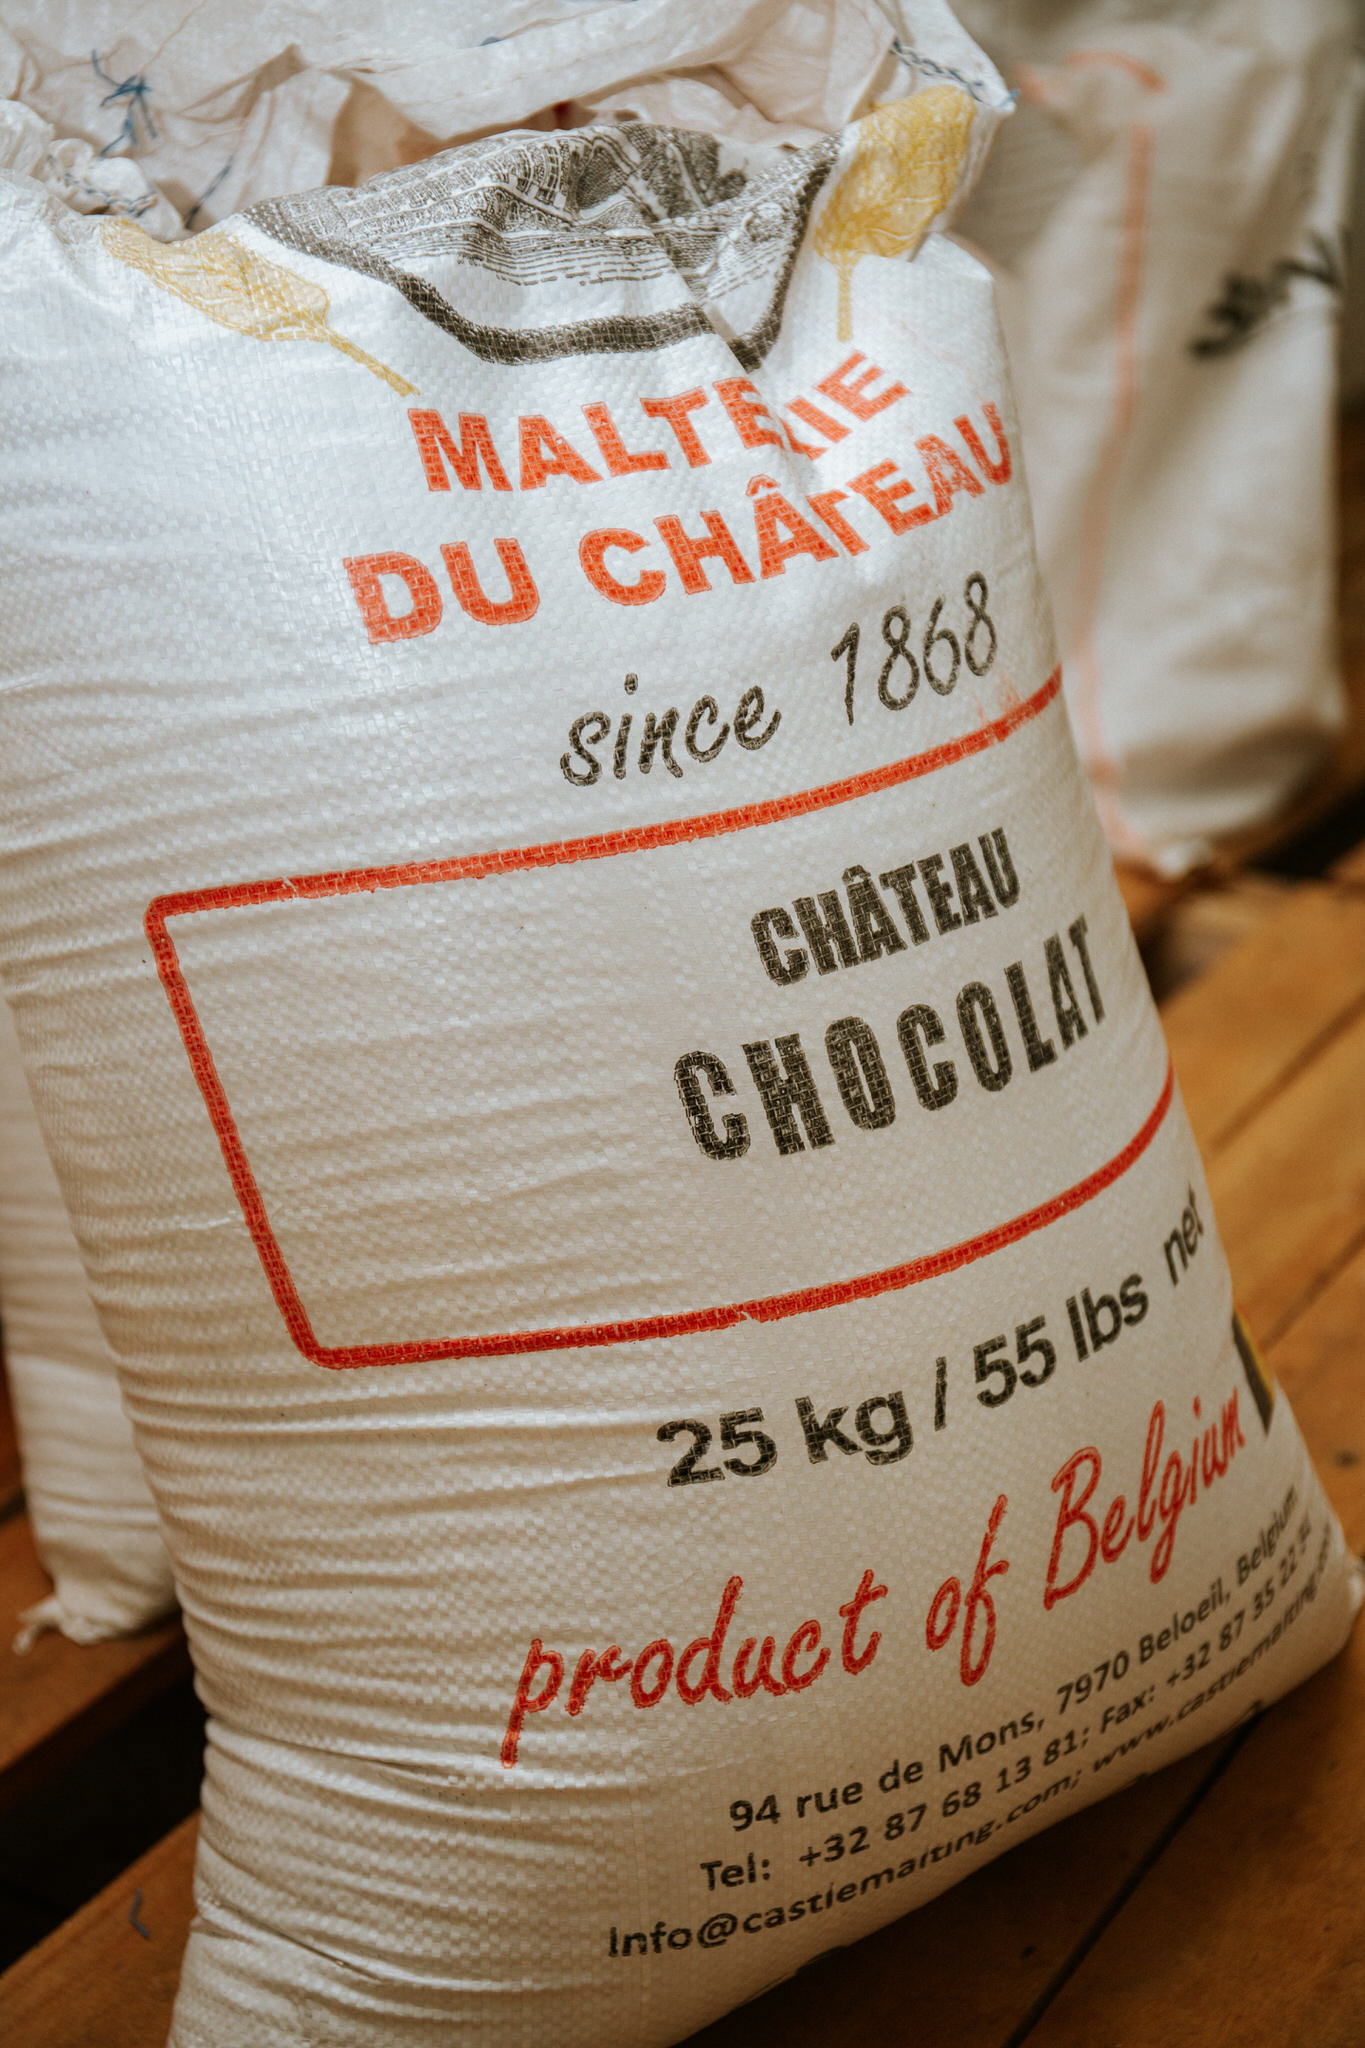 MALTERIE
DU CHÂTEAU
since 1868
CHÂTEAU
CHOCOLAT
25 kg / 55 lbs net
product of Belgium
94 rue de Mons, 7970 Beloeil, Belgium
Tel: +32 87 68 13 81; Fax: +32 87 35 22
info@castlemalting.com; www.castlemalting